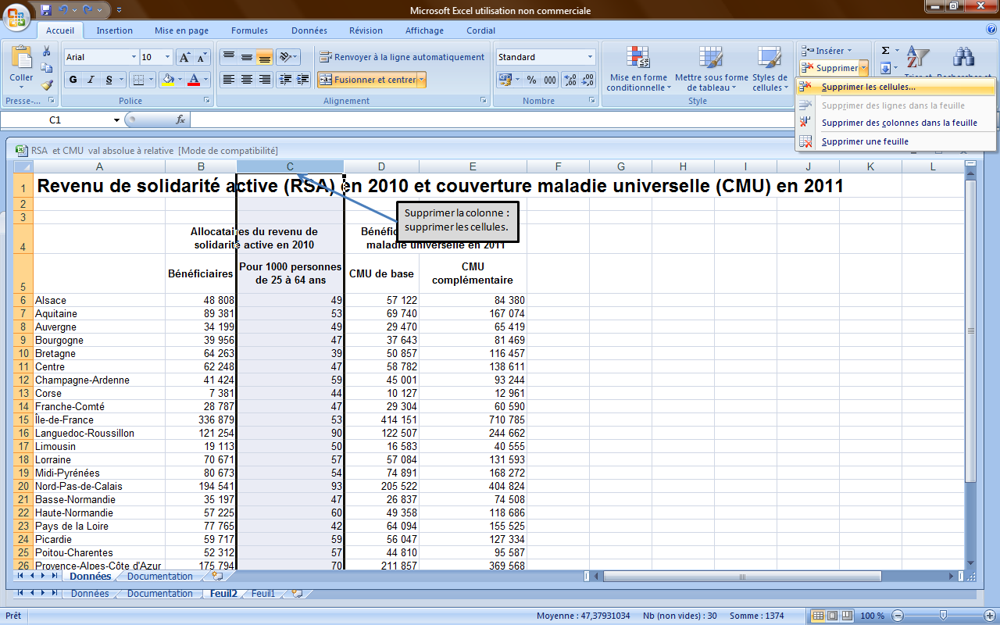 Microsoft Excel utilisation non commerciale
Accueil Insertion Mise en page Formules Données Révision Affichage Cordial
Coller
Presse-...
Arial 10
G I S
Police
Renvoyer à la ligne automatiquement
Fusionner et centrer
Alignement
Standard
% 000
Nombre
Mise en forme conditionnelle
Mettre sous forme de tableau
Styles de cellules
Style
Insérer
Supprimer
Σ
Supprimer les cellules...
Supprimer des lignes dans la feuille
Supprimer des colonnes dans la feuille
Supprimer une feuille
C1 fx
RSA et CMU val absolue à relative [Mode de compatibilité]
A B C D E F G H I J K L
1 Revenu de solidarité active (RSA) en 2010 et couverture maladie universelle (CMU) en 2011
2
3
Supprimer la colonne :
supprimer les cellules.
4 Allocataires du revenu de solidarité active en 2010 maladie universelle en 2011
5 Bénéficiaires Pour 1000 personnes de 25 à 64 ans CMU de base CMU complémentaire
6 Alsace 48 808 49 57 122 84 380
7 Aquitaine 89 381 53 69 740 167 074
8 Auvergne 34 199 49 29 470 65 419
9 Bourgogne 39 956 47 37 643 81 469
10 Bretagne 64 263 39 50 857 116 457
11 Centre 62 248 47 58 782 138 611
12 Champagne-Ardenne 41 424 59 45 001 93 244
13 Corse 7 381 44 10 127 12 961
14 Franche-Comté 28 787 47 29 304 60 590
15 Île-de-France 336 879 53 414 151 710 785
16 Languedoc-Roussillon 121 254 90 122 507 244 662
17 Limousin 19 113 50 16 583 40 555
18 Lorraine 70 671 57 57 084 131 593
19 Midi-Pyrénées 80 673 54 74 891 168 272
20 Nord-Pas-de-Calais 194 541 93 205 522 404 824
21 Basse-Normandie 35 197 47 26 837 74 508
22 Haute-Normandie 57 225 60 49 358 118 686
23 Pays de la Loire 77 765 42 64 094 155 525
24 Picardie 59 717 59 56 047 127 334
25 Poitou-Charentes 52 312 57 44 810 95 587
26 Provence-Alpes-Côte d'Azur 175 794 70 211 857 369 568
Données Documentation
Données Documentation Feuil2 Feuil1
Prêt Moyenne : 47,37931034 Nb (non vides) : 30 Somme : 1374 100 %